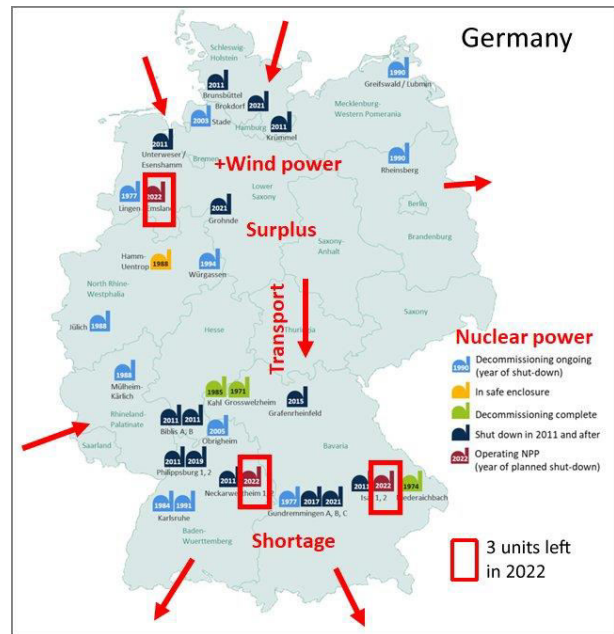 Germany
Schleswig-
Holstein
2011
Brunsbüttel
Brokdorf
2021
1990
Greifswald / Lubmin
Mecklenburg-
Western Pomerania
2003
Stade
Hamburg
2011
Krümmel
2011
Unterweser /
Esenshamm
Bremen
+Wind power
1990
Rheinsberg
1977
Lingen
2022
Emsland
Lower
Saxony
2021
Grohnde
Surplus
Berlin
Brandenburg
Saxony-
Anhalt
Hamm-
Uentrop
1988
1994
Würgassen
North Rhine-
Westphalia
Transport
Jülich
1988
Hesse
Thuringia
Saxony
Nuclear power
1990
Decommissioning ongoing
(year of shut-down)
In safe enclosure
Decommissioning complete
Shut down in 2011 and after
2022
Operating NPP
(year of planned shut-down)
1988
Mülheim-
Kärlich
1985 1971
Kahl Grosswelzheim
2015
Grafenrheinfeld
Rhineland-
Palatinate
2011 2011
Biblis A, B
2005
Obrigheim
Saarland
Bavaria
2011 2019
Philippsburg 1, 2
2011 2022
Neckarwestheim 1, 2
2011 2022
Isar 1, 2
1974
Niederaichbach
1984 1991
Karlsruhe
1977 2017 2021
Gundremmingen A, B, C
Baden-
Wuerttemberg
Shortage
3 units left
in 2022